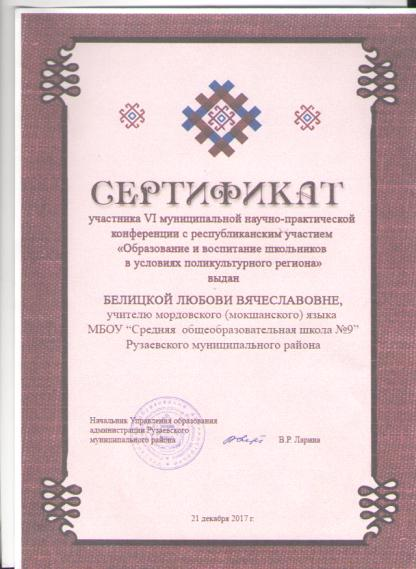 СЕРТИФИКАТ
участника VI муниципальной научно-практической
конференции с республиканским участием
«Образование и воспитание школьников
в условиях поликультурного региона»
выдан
БЕЛИЦКОЙ ЛЮБОВИ ВЯЧЕСЛАВОВНЕ,
учителю мордовского (мокшанского) языка
МБОУ “Средняя общеобразовательная школа №9”
Рузаевского муниципального района
Начальник Управления образования
администрации Рузаевского
муниципального района В.Р. Ларина
21 декабря 2017 г.